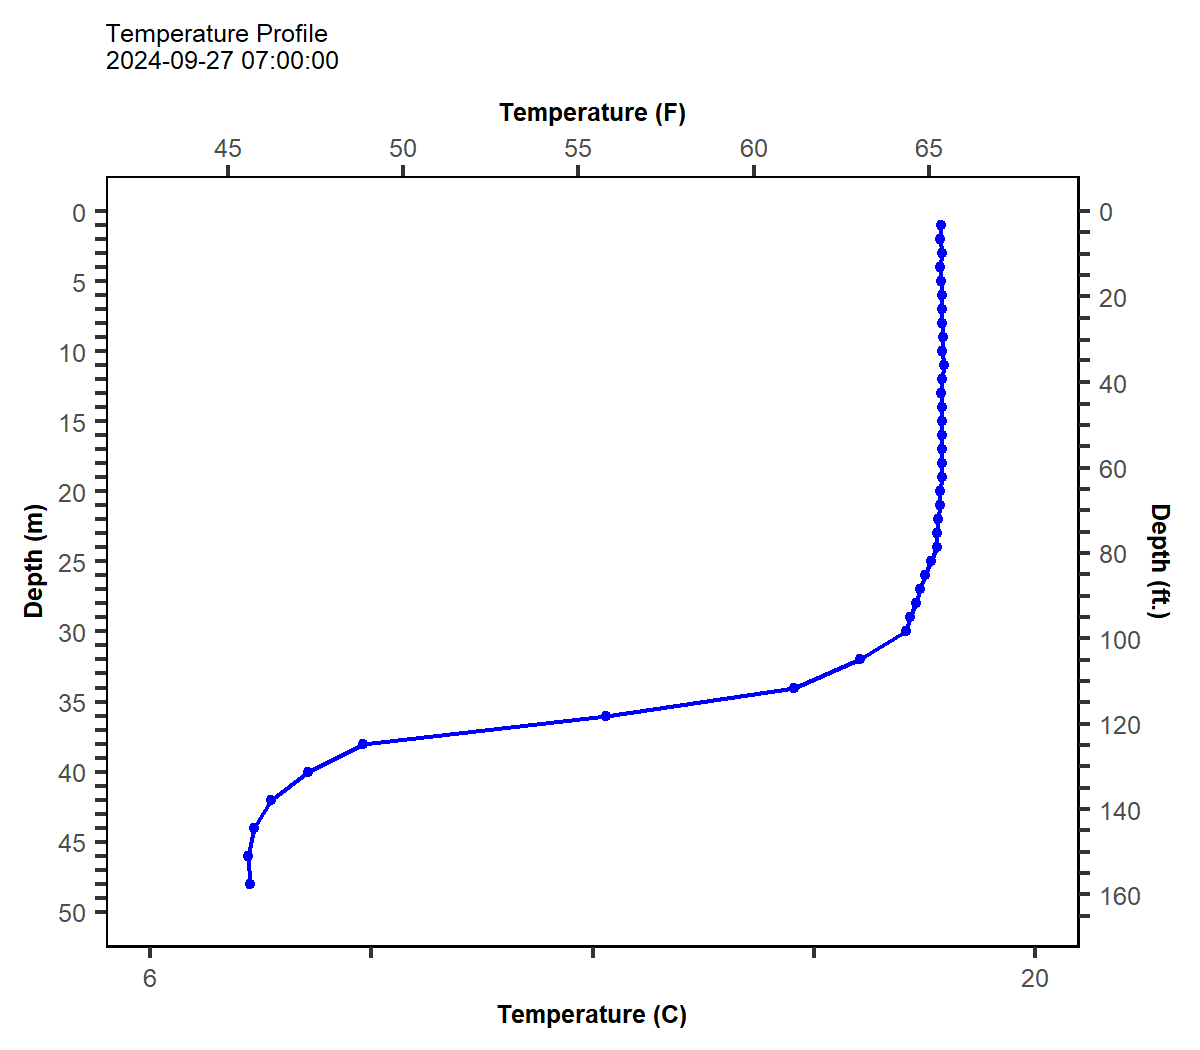 Temperature Profile
2024-09-27 07:00:00
Temperature (F)
45 50 55 60 65
0 0
5 20
10 40
15 60
20 80
25 100
30 120
35 140
40 160
45
50
Depth (m)
Depth (ft.)
6 20
Temperature (C)